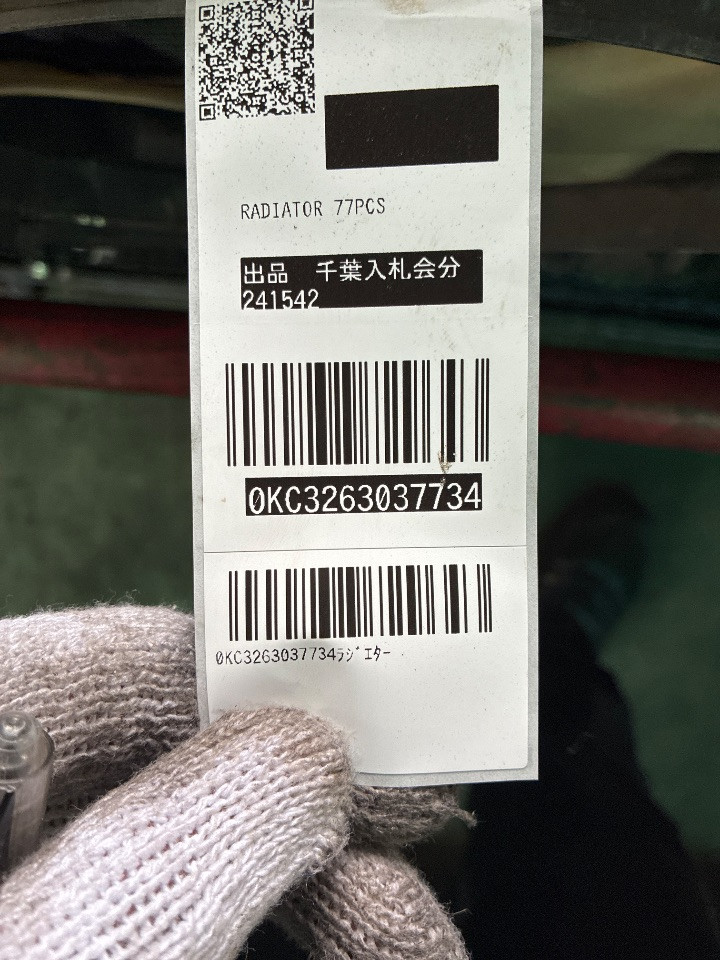 RADIATOR 77PCS
出品　千葉入札会分
241542
0KC3263037734
0KC3263037734ﾗｼﾞｴﾀｰ